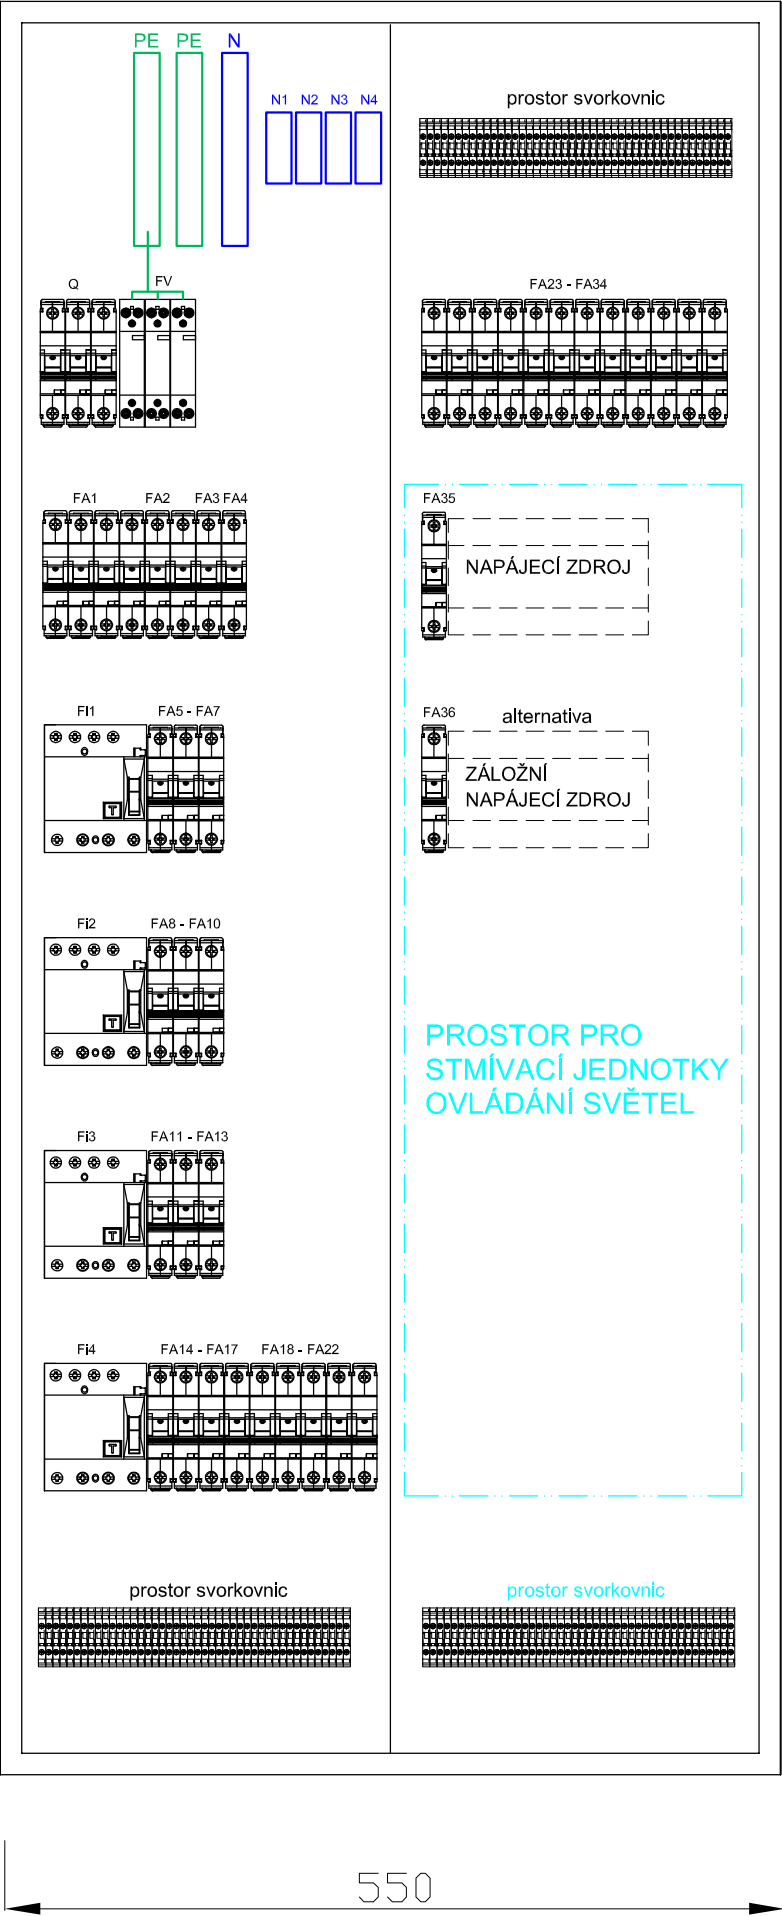 PE PE N
N1 N2 N3 N4
prostor svorkovnic
Q FV
FA23 - FA34
FA1 FA2 FA3 FA4
FA35
NAPÁJECÍ ZDROJ
FI1 FA5 - FA7
T
FA36 alternativa
ZÁLOŽNÍ
NAPÁJECÍ ZDROJ
Fi2 FA8 - FA10
T
PROSTOR PRO
STMÍVACÍ JEDNOTKY
OVLÁDÁNÍ SVĚTEL
Fi3 FA11 - FA13
T
Fi4 FA14 - FA17 FA18 - FA22
T
prostor svorkovnic
prostor svorkovnic
550